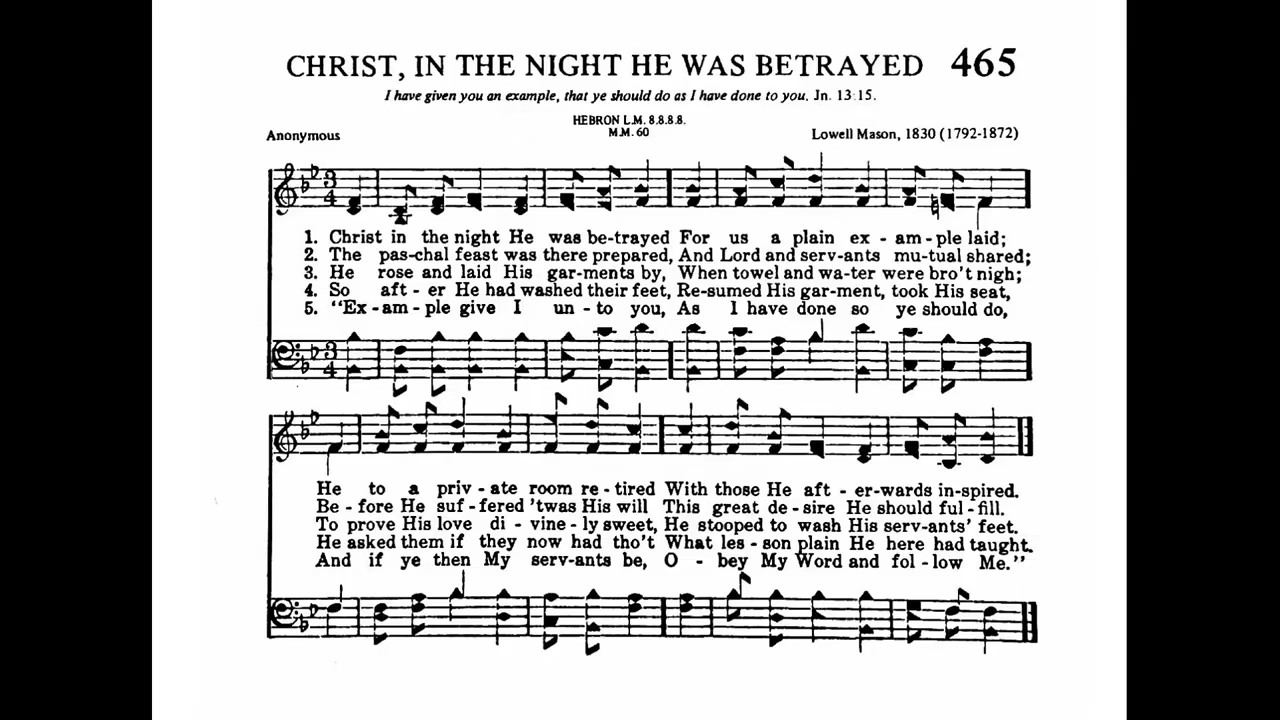 CHRIST, IN THE NIGHT HE WAS BETRAYED 465
I have given you an example, that ye should do as I have done to you. Jn. 13:15.
HEBRON L.M. 8.8.8.8.
M.M. 60
Anonymous Lowell Mason, 1830 (1792-1872)
3
4
1. Christ in the night He was be-trayed For us a plain ex - am - ple laid;
2. The pas-chal feast was there prepared, And Lord and serv-ants mu-tual shared;
3. He rose and laid His gar-ments by, When towel and wa-ter were bro't nigh;
4. So aft - er He had washed their feet, Re-sumed His gar-ment, took His seat,
5. "Ex - am - ple give I un - to you, As I have done so ye should do,
3
4
He to a priv - ate room re - tired With those He aft - er-wards in-spired.
Be - fore He suf - fered 'twas His will This great de - sire He should ful - fill.
To prove His love di - vine - ly sweet, He stooped to wash His serv-ants' feet.
He asked them if they now had tho't What les - son plain He here had taught.
And if ye then My serv-ants be, O - bey My Word and fol - low Me."